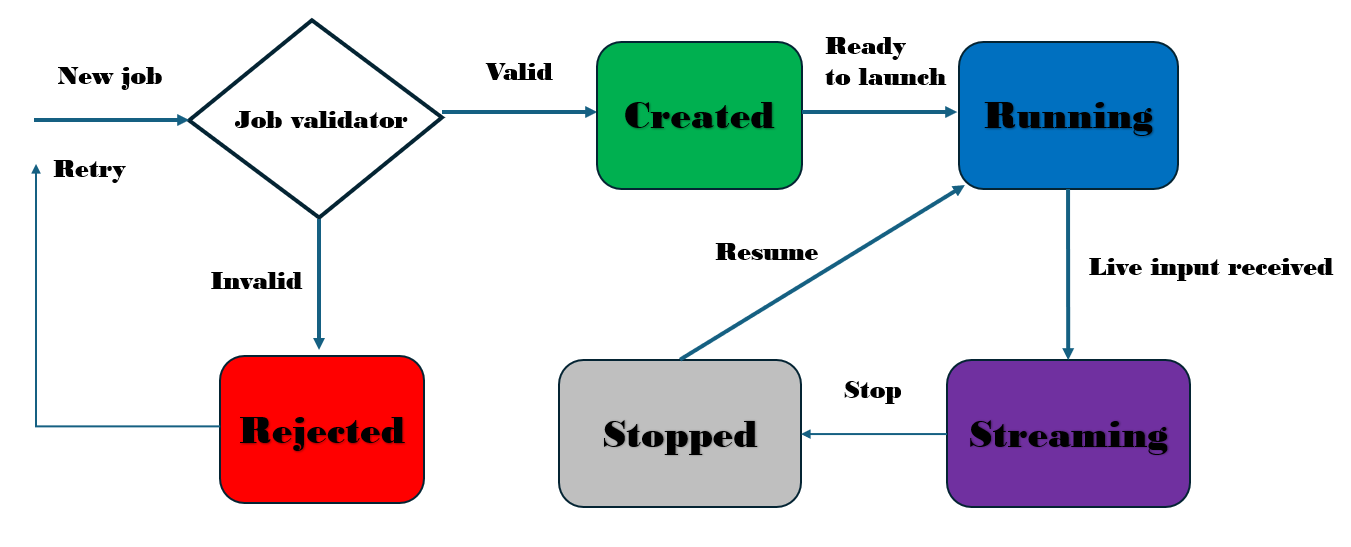 New job
Job validator
Valid
Created
Ready
to launch
Running
Retry
Invalid
Resume
Live input received
Rejected
Stopped
Stop
Streaming